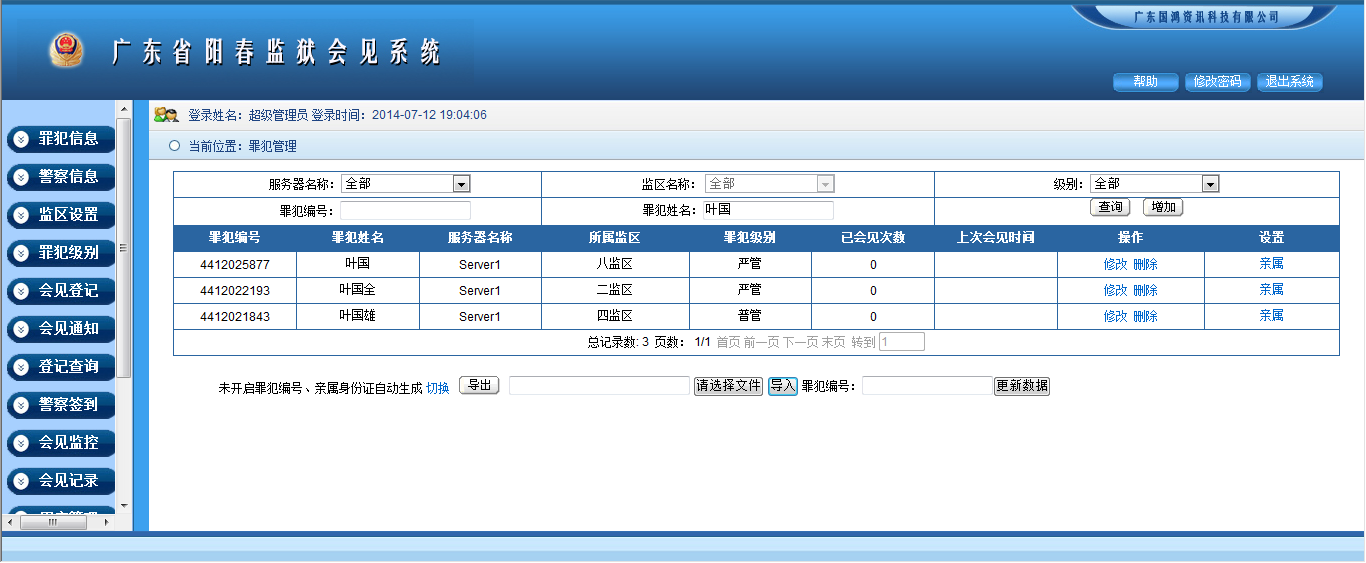 广东国鸿资讯科技有限公司
广东省阳春监狱会见系统
帮助 修改密码 退出系统
登录姓名：超级管理员 登录时间：2014-07-12 19:04:06
当前位置：罪犯管理
罪犯信息
警察信息
监区设置
罪犯级别
会见登记
会见通知
登记查询
警察签到
会见监控
会见记录
服务器名称： 全部 监区名称： 全部 级别： 全部
罪犯编号： 罪犯姓名： 叶国 查询 增加
罪犯编号 罪犯姓名 服务器名称 所属监区 罪犯级别 已会见次数 上次会见时间 操作 设置
4412025877 叶国 Server1 八监区 严管 0 修改 删除 亲属
4412022193 叶国全 Server1 二监区 严管 0 修改 删除 亲属
4412021843 叶国雄 Server1 四监区 普管 0 修改 删除 亲属
总记录数: 3 页数： 1/1 首页 前一页 下一页 末页 转到 1
未开启罪犯编号、亲属身份证自动生成 切换 导出 请选择文件 导入 罪犯编号： 更新数据